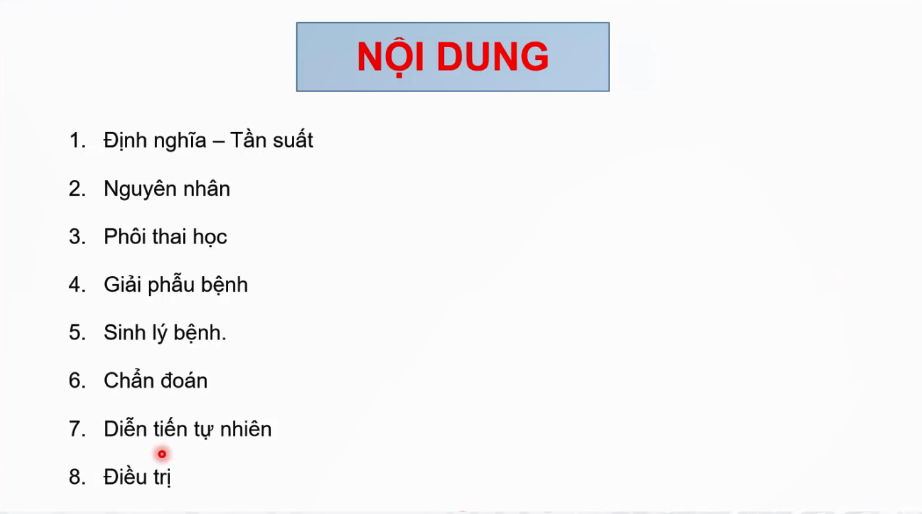 NỘI DUNG
1. Định nghĩa – Tần suất
2. Nguyên nhân
3. Phôi thai học
4. Giải phẫu bệnh
5. Sinh lý bệnh.
6. Chẩn đoán
7. Diễn tiến tự nhiên
8. Điều trị